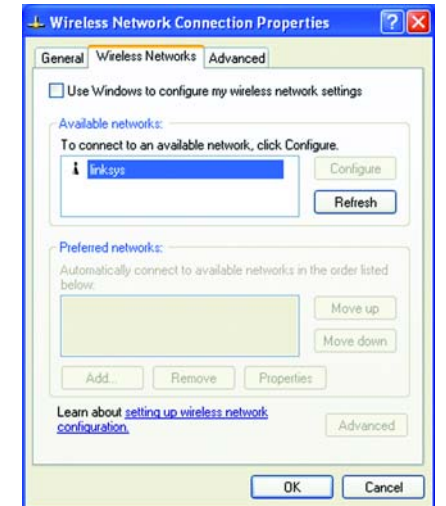 Wireless Network Connection Properties
General Wireless Networks Advanced
Use Windows to configure my wireless network settings
Available networks:
To connect to an available network, click Configure.
linksys
Configure
Refresh
Preferred networks:
Automatically connect to available networks in the order listed
below:
Move up
Move down
Add... Remove Properties
Learn about setting up wireless network
configuration.
Advanced
OK Cancel